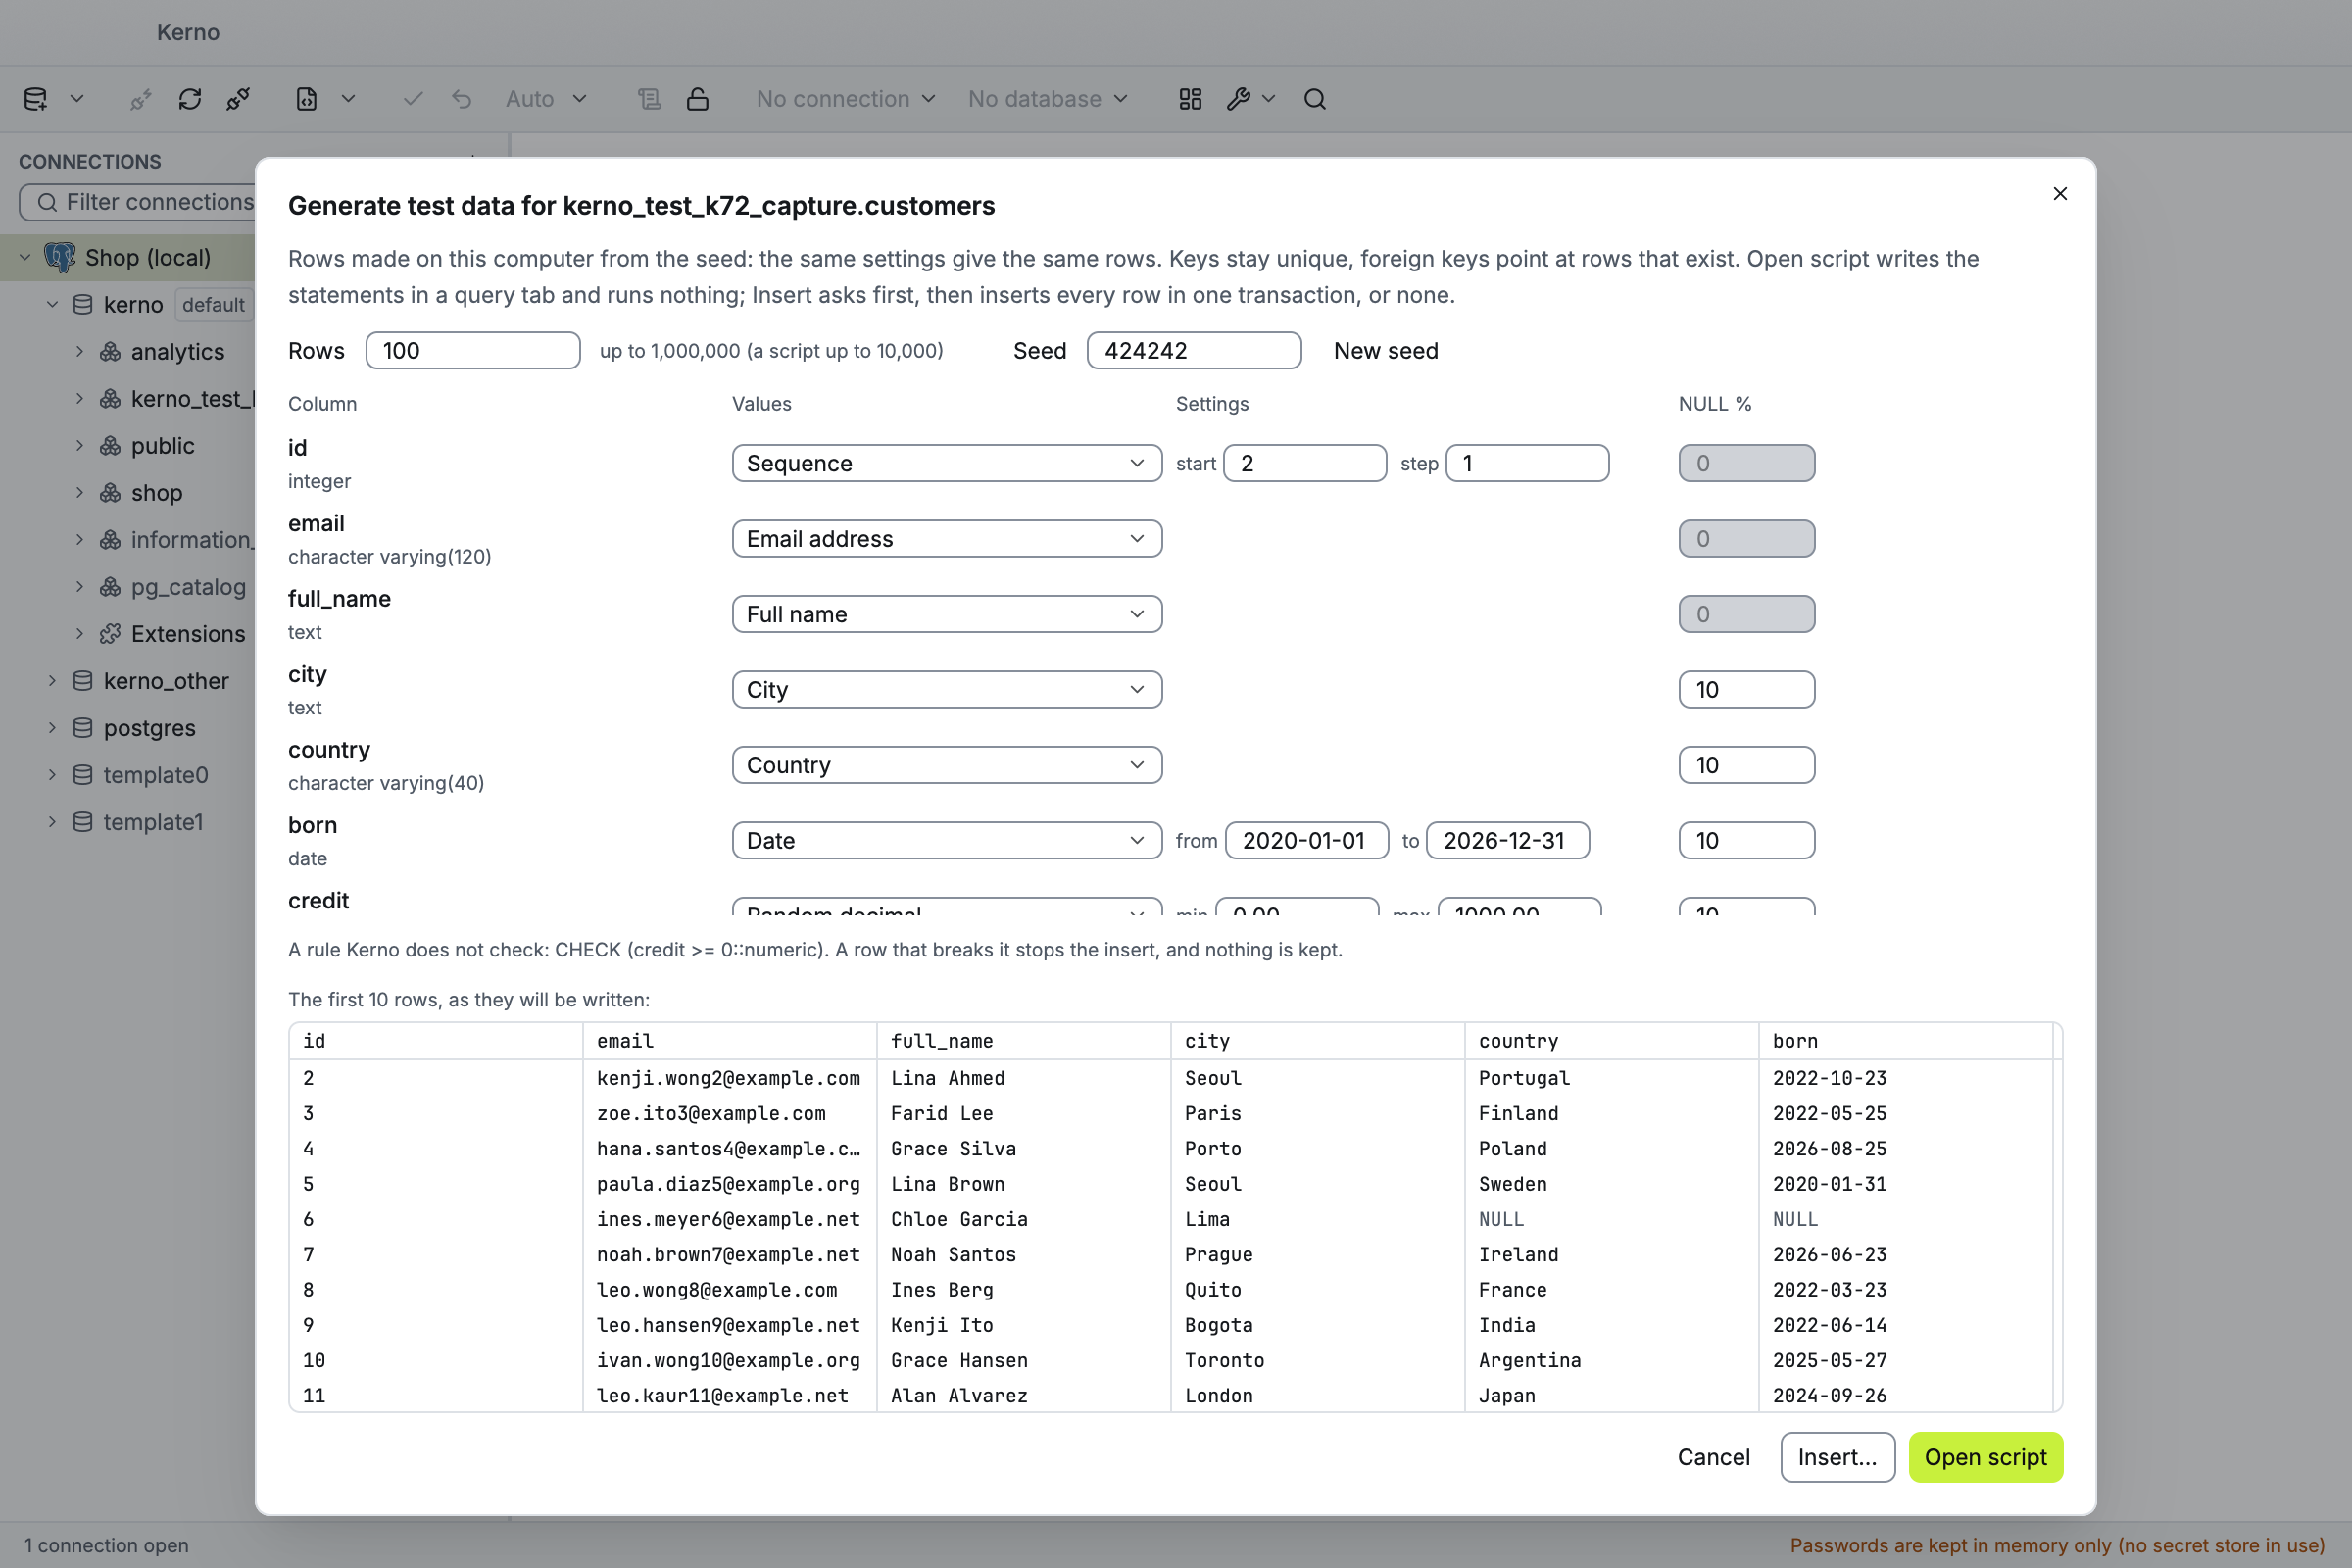 Kerno
Auto
No connection
No database
CONNECTIONS
Filter connections
Shop (local)
kerno default
analytics
kerno_test_
public
shop
information_
pg_catalog
Extensions
kerno_other
postgres
template0
template1
Generate test data for kerno_test_k72_capture.customers
Rows made on this computer from the seed: the same settings give the same rows. Keys stay unique, foreign keys point at rows that exist. Open script writes the
statements in a query tab and runs nothing; Insert asks first, then inserts every row in one transaction, or none.
Rows 100 up to 1,000,000 (a script up to 10,000) Seed 424242 New seed
Column Values Settings NULL %
id
integer
Sequence start 2 step 1 0
email
character varying(120)
Email address 0
full_name
text
Full name 0
city
text
City 10
country
character varying(40)
Country 10
born
date
Date from 2020-01-01 to 2026-12-31 10
credit
Random decimal min 0.00 max 1000.00 10
A rule Kerno does not check: CHECK (credit >= 0::numeric). A row that breaks it stops the insert, and nothing is kept.
The first 10 rows, as they will be written:
id email full_name city country born
2 kenji.wong2@example.com Lina Ahmed Seoul Portugal 2022-10-23
3 zoe.ito3@example.com Farid Lee Paris Finland 2022-05-25
4 hana.santos4@example.c… Grace Silva Porto Poland 2026-08-25
5 paula.diaz5@example.org Lina Brown Seoul Sweden 2020-01-31
6 ines.meyer6@example.net Chloe Garcia Lima NULL NULL
7 noah.brown7@example.net Noah Santos Prague Ireland 2026-06-23
8 leo.wong8@example.com Ines Berg Quito France 2022-03-23
9 leo.hansen9@example.net Kenji Ito Bogota India 2022-06-14
10 ivan.wong10@example.org Grace Hansen Toronto Argentina 2025-05-27
11 leo.kaur11@example.net Alan Alvarez London Japan 2024-09-26
Cancel Insert... Open script
1 connection open
Passwords are kept in memory only (no secret store in use)